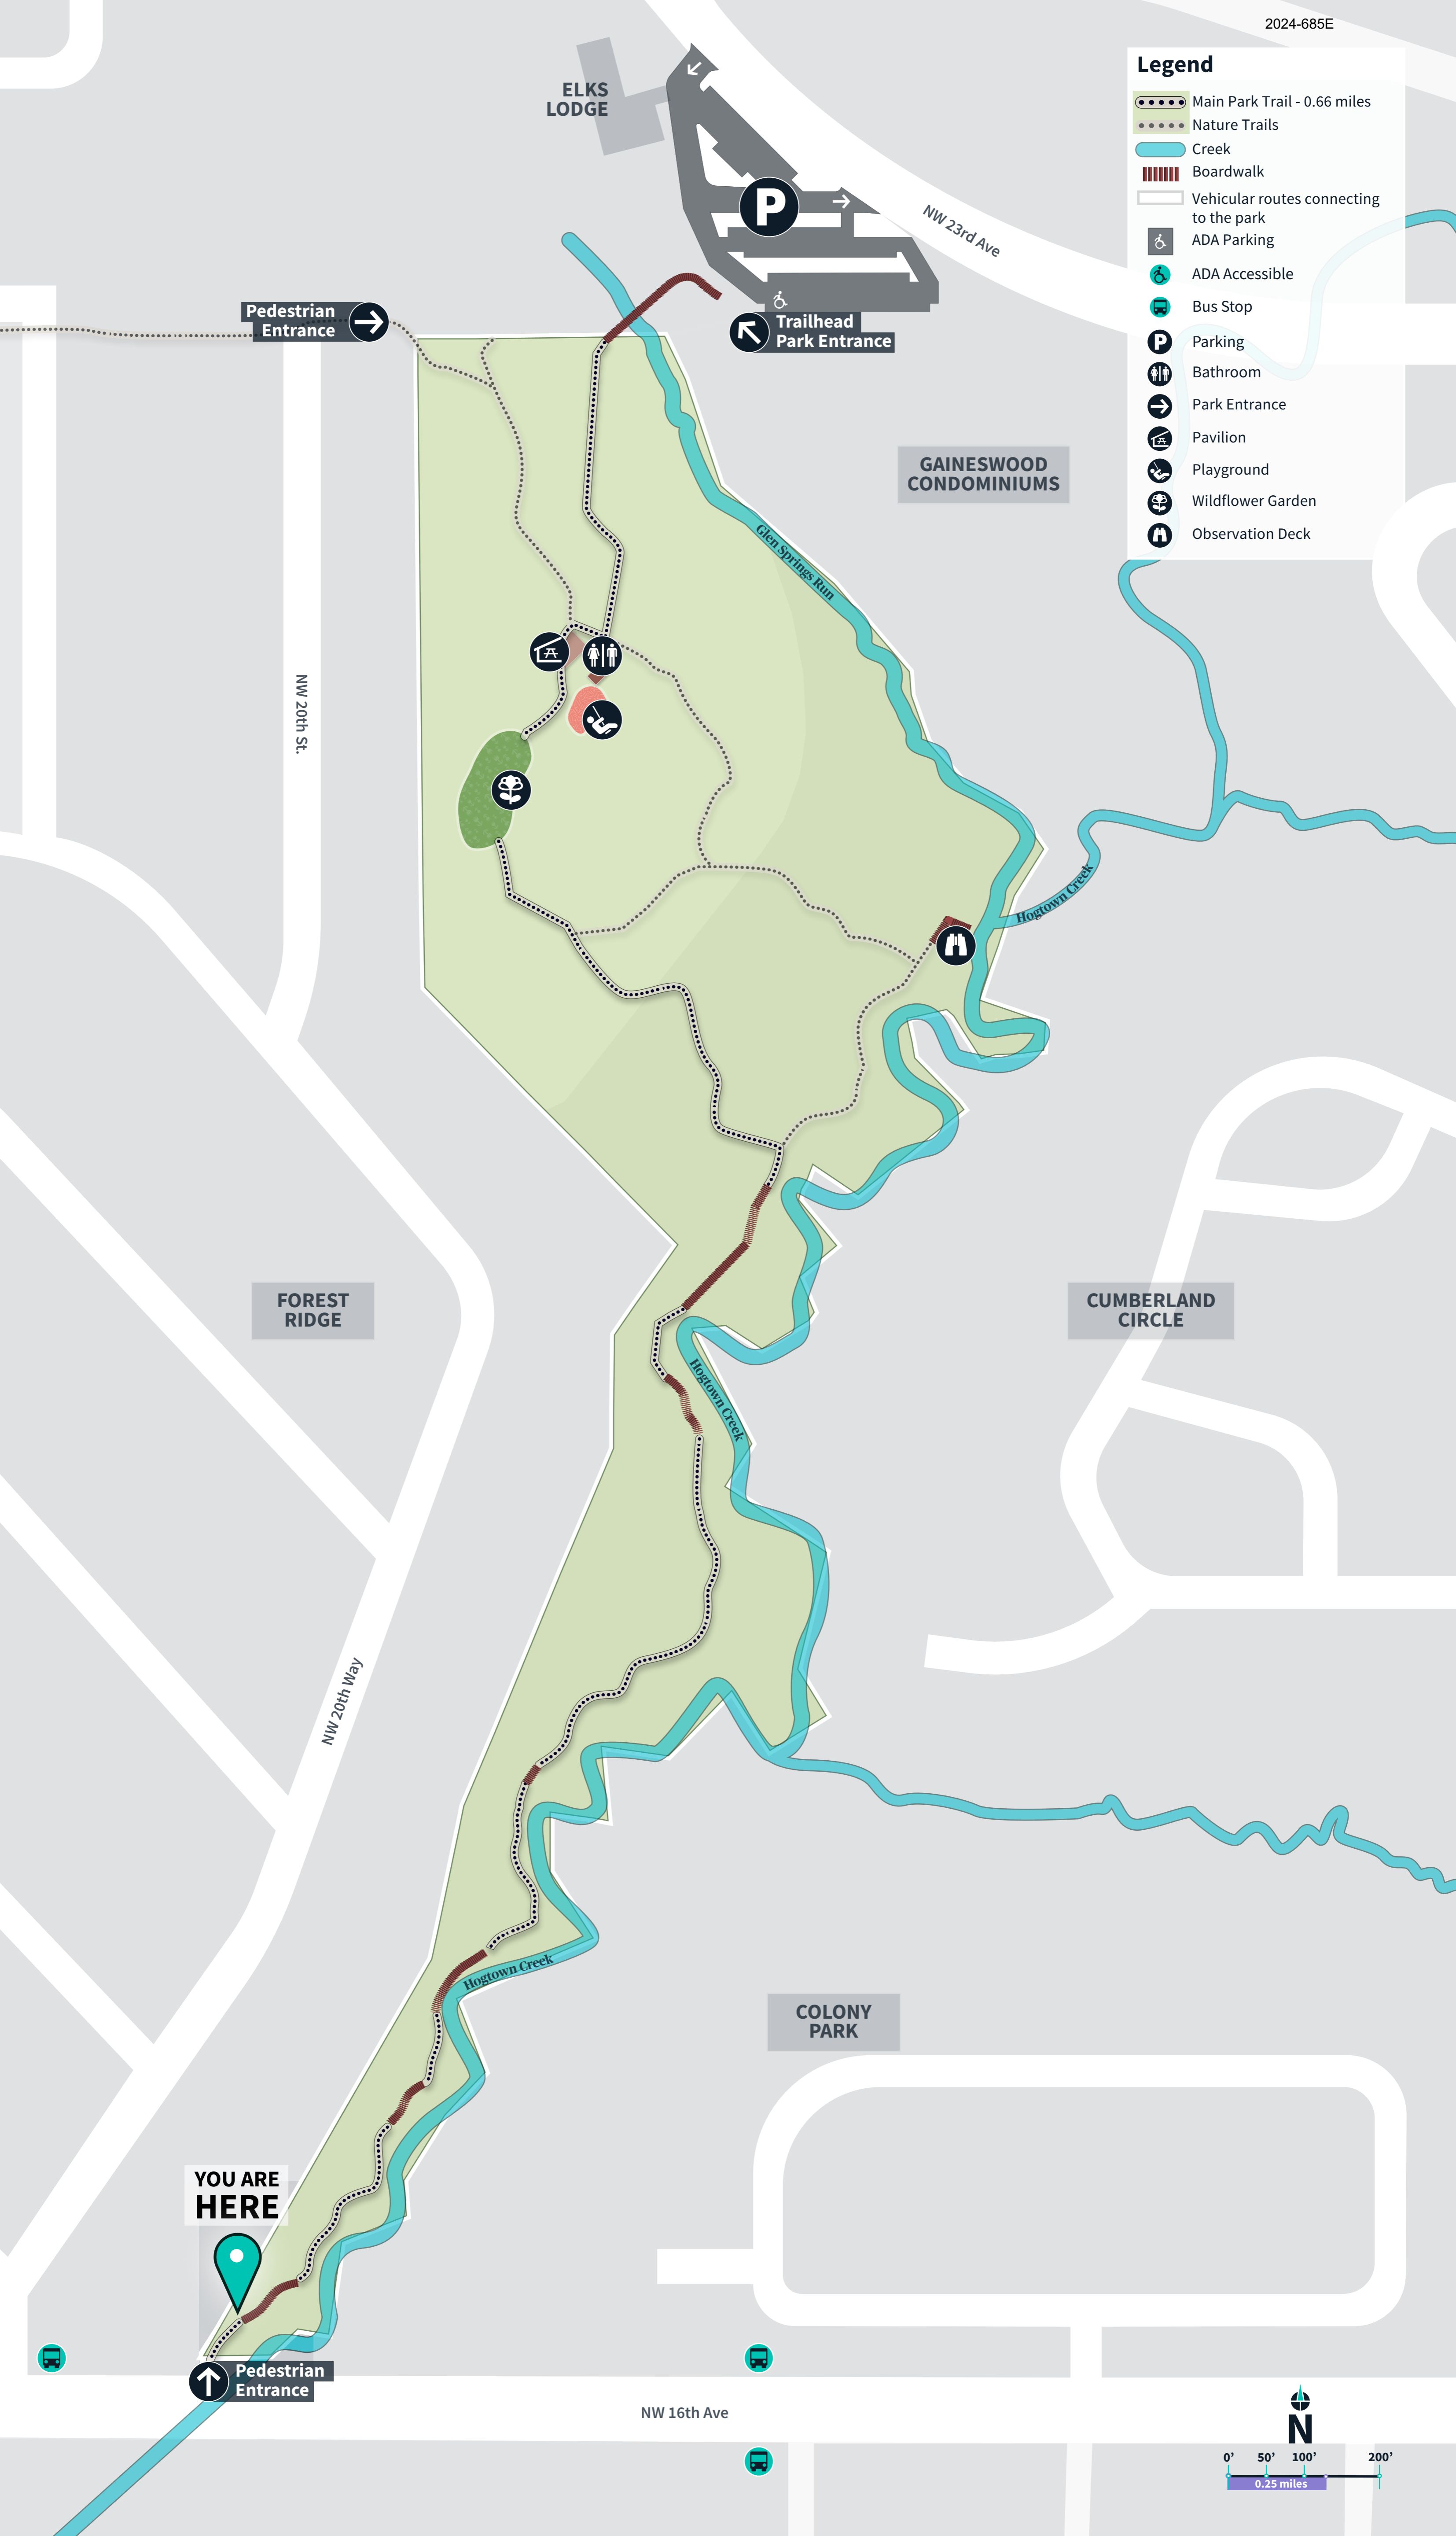 2024-685E
Legend
Main Park Trail - 0.66 miles
Nature Trails
Creek
Boardwalk
Vehicular routes connecting
to the park
ADA Parking
ADA Accessible
Bus Stop
P
Parking
Bathroom
Park Entrance
Pavilion
Playground
Wildflower Garden
Observation Deck
ELKS
LODGE
P
NW 23rd Ave
Pedestrian
Entrance
Trailhead
Park Entrance
GAINESWOOD
CONDOMINIUMS
Glen Springs Run
NW 20th St.
Hogtown Creek
FOREST
RIDGE
CUMBERLAND
CIRCLE
Hogtown Creek
NW 20th Way
Hogtown Creek
COLONY
PARK
YOU ARE
HERE
Pedestrian
Entrance
NW 16th Ave
N
0’ 50’ 100’ 200’
0.25 miles